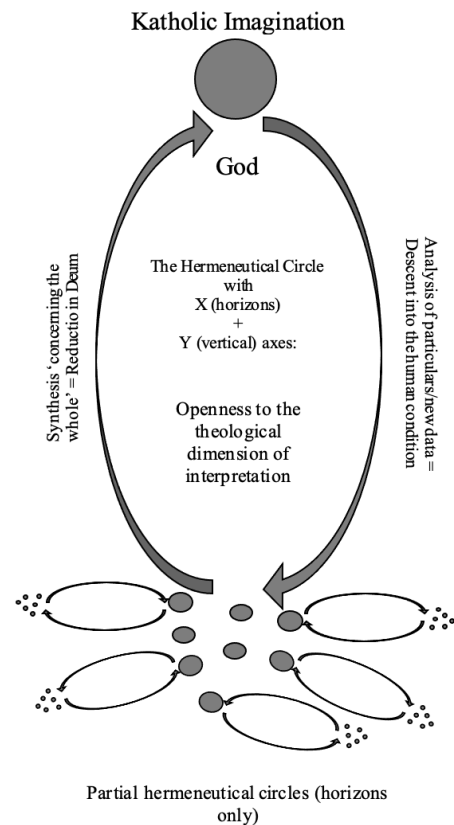 Katholic Imagination
God
The Hermeneutical Circle
with
X (horizons)
+
Y (vertical) axes:
Openness to the
theological
dimension of
interpretation
Synthesis ‘concerning the
whole’ = Reductio in Deum
Analysis of particulars/new data =
Descent into the human condition
Partial hermeneutical circles (horizons
only)